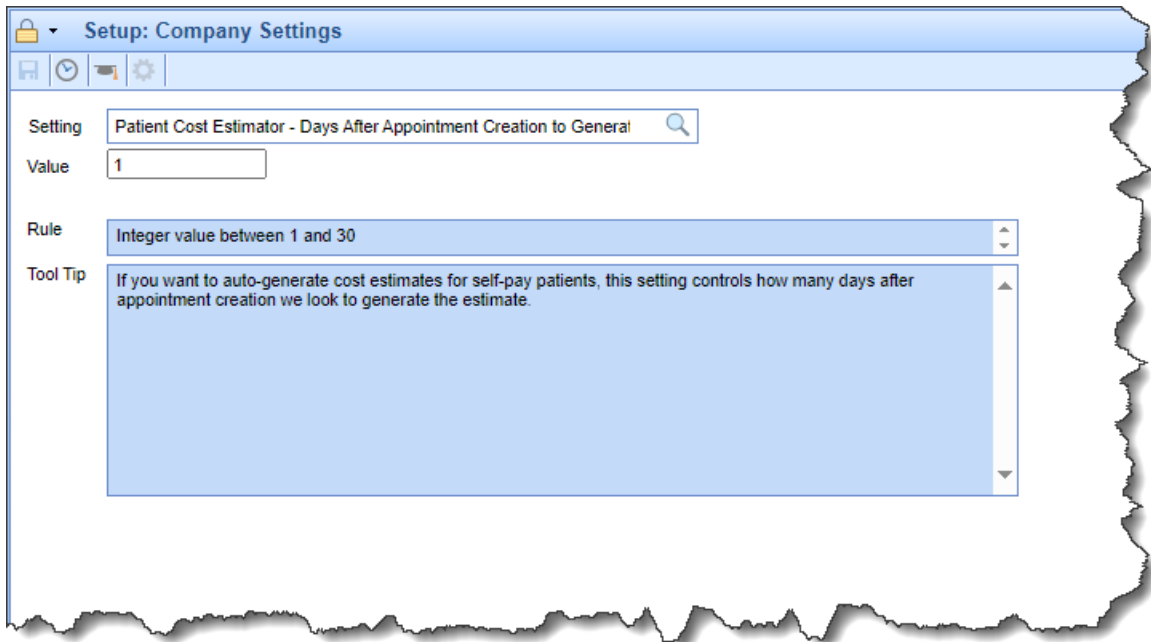 Setup: Company Settings
Setting Patient Cost Estimator - Days After Appointment Creation to Generat
Value 1
Rule Integer value between 1 and 30
Tool Tip If you want to auto-generate cost estimates for self-pay patients, this setting controls how many days after
appointment creation we look to generate the estimate.